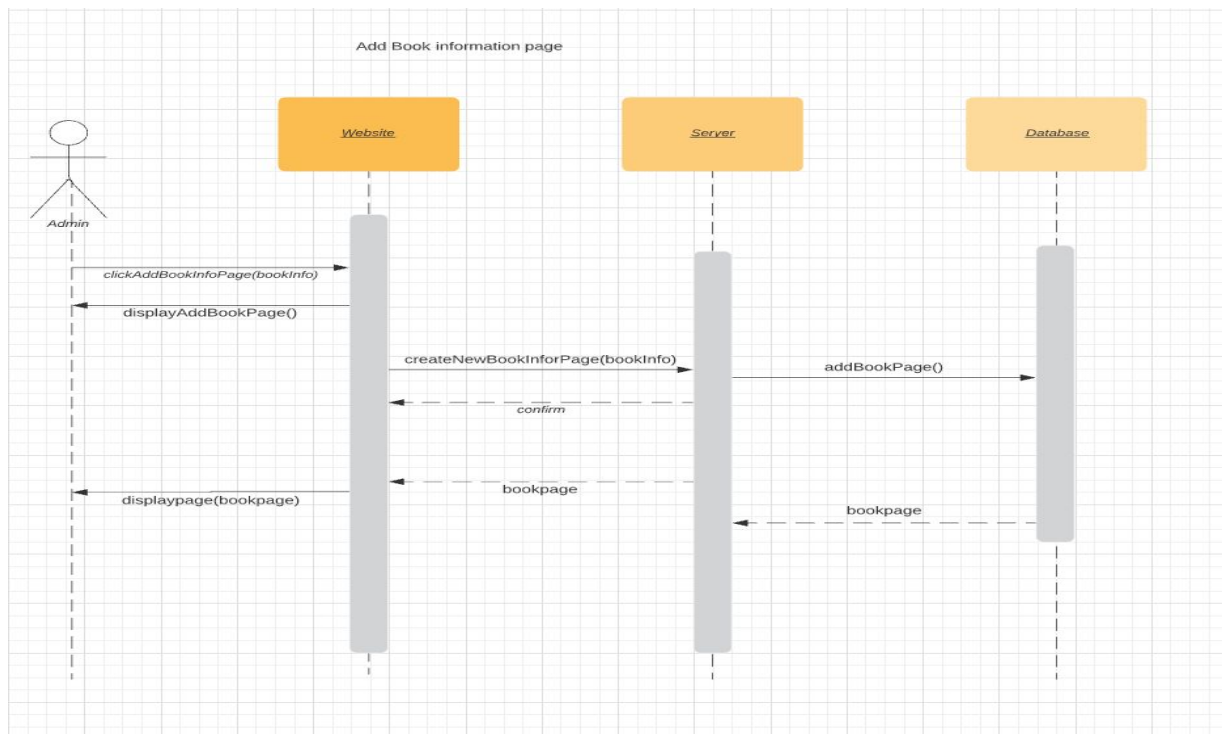 Add Book information page
Website
Server
Database
Admin
clickAddBookInfoPage(bookInfo)
displayAddBookPage()
createNewBookInforPage(bookInfo)
addBookPage()
confirm
bookpage
displaypage(bookpage)
bookpage